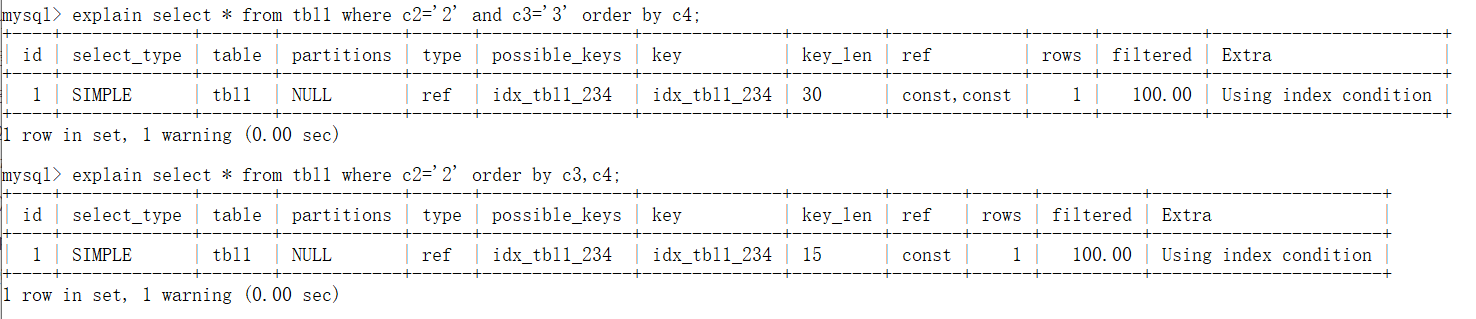 mysql> explain select * from tbl1 where c2='2' and c3='3' order by c4;
+----+-------------+-------+------------+------+---------------+--------------+---------+-------------+------+----------+-----------------------+
| id | select_type | table | partitions | type | possible_keys | key          | key_len | ref         | rows | filtered | Extra                 |
+----+-------------+-------+------------+------+---------------+--------------+---------+-------------+------+----------+-----------------------+
|  1 | SIMPLE      | tbl1  | NULL       | ref  | idx_tbl1_234  | idx_tbl1_234 | 30      | const,const |    1 |   100.00 | Using index condition |
+----+-------------+-------+------------+------+---------------+--------------+---------+-------------+------+----------+-----------------------+
1 row in set, 1 warning (0.00 sec)
mysql> explain select * from tbl1 where c2='2' order by c3,c4;
+----+-------------+-------+------------+------+---------------+--------------+---------+-------+------+----------+-----------------------+
| id | select_type | table | partitions | type | possible_keys | key          | key_len | ref   | rows | filtered | Extra                 |
+----+-------------+-------+------------+------+---------------+--------------+---------+-------+------+----------+-----------------------+
|  1 | SIMPLE      | tbl1  | NULL       | ref  | idx_tbl1_234  | idx_tbl1_234 | 15      | const |    1 |   100.00 | Using index condition |
+----+-------------+-------+------------+------+---------------+--------------+---------+-------+------+----------+-----------------------+
1 row in set, 1 warning (0.00 sec)